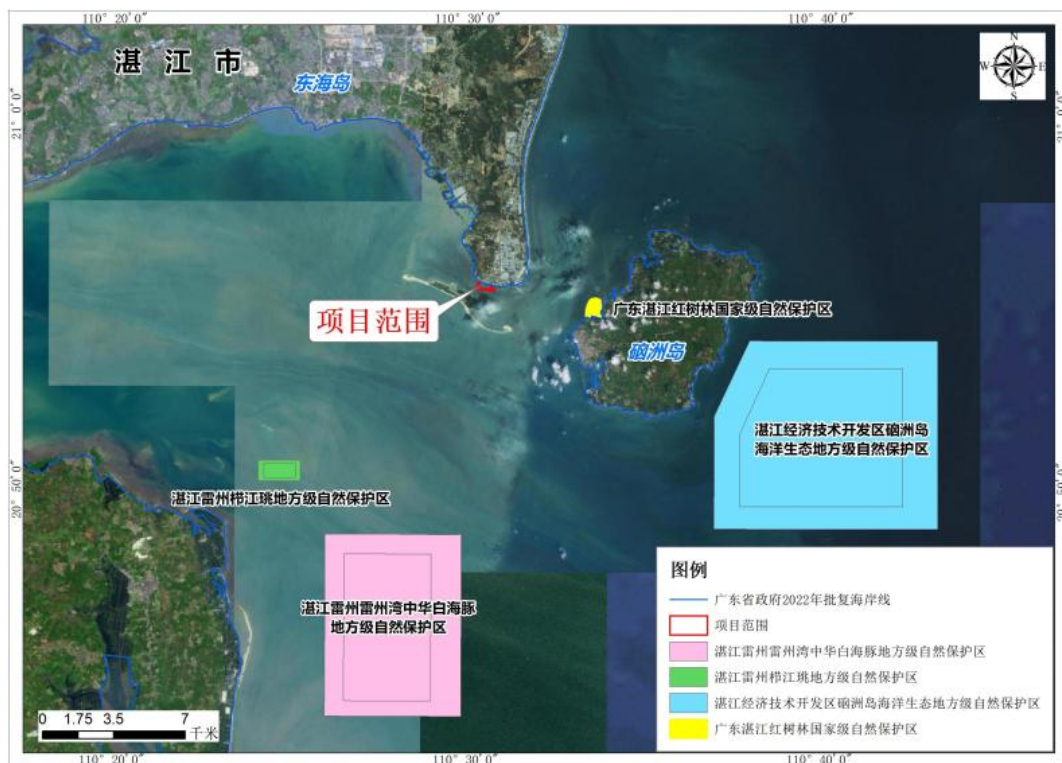 110°20'0"
110°30'0"
110°40'0"
湛江市
东海岛
N
W
E
S
21°0'0"
21°0'0"
项目范围
广东湛江红树林国家级自然保护区
硇洲岛
湛江经济技术开发区硇洲岛
海洋生态地方级自然保护区
20°50'0"
20°50'0"
湛江雷州栉江珧地方级自然保护区
湛江雷州雷州湾中华白海豚
地方级自然保护区
图例
广东省政府2022年批复海岸线
项目范围
湛江雷州雷州湾中华白海豚地方级自然保护区
湛江雷州栉江珧地方级自然保护区
湛江经济技术开发区硇洲岛海洋生态地方级自然保护区
广东湛江红树林国家级自然保护区
0 1.75 3.5 7
千米
110°20'0"
110°30'0"
110°40'0"